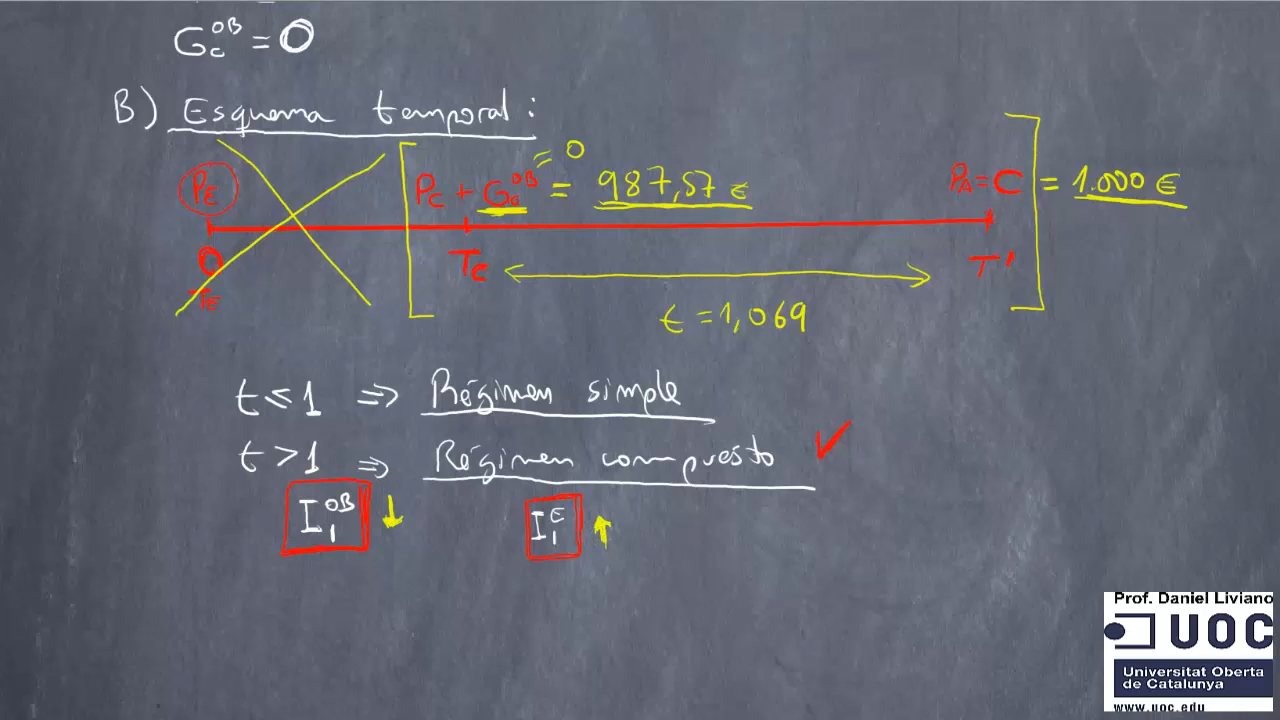 G_C^OB = 0
B) Esquema temporal:
= 0
P_E P_C + G_C^OB = 987,57 € P_A = C = 1.000 €
0 T_C T'
T_E
t = 1,069
t ≤ 1 ⇒ Régimen simple
t > 1 ⇒ Régimen compuesto ✓
I_1^OB ↓ I_1^E ↑
Prof. Daniel Liviano
UOC
Universitat Oberta
de Catalunya
www.uoc.edu